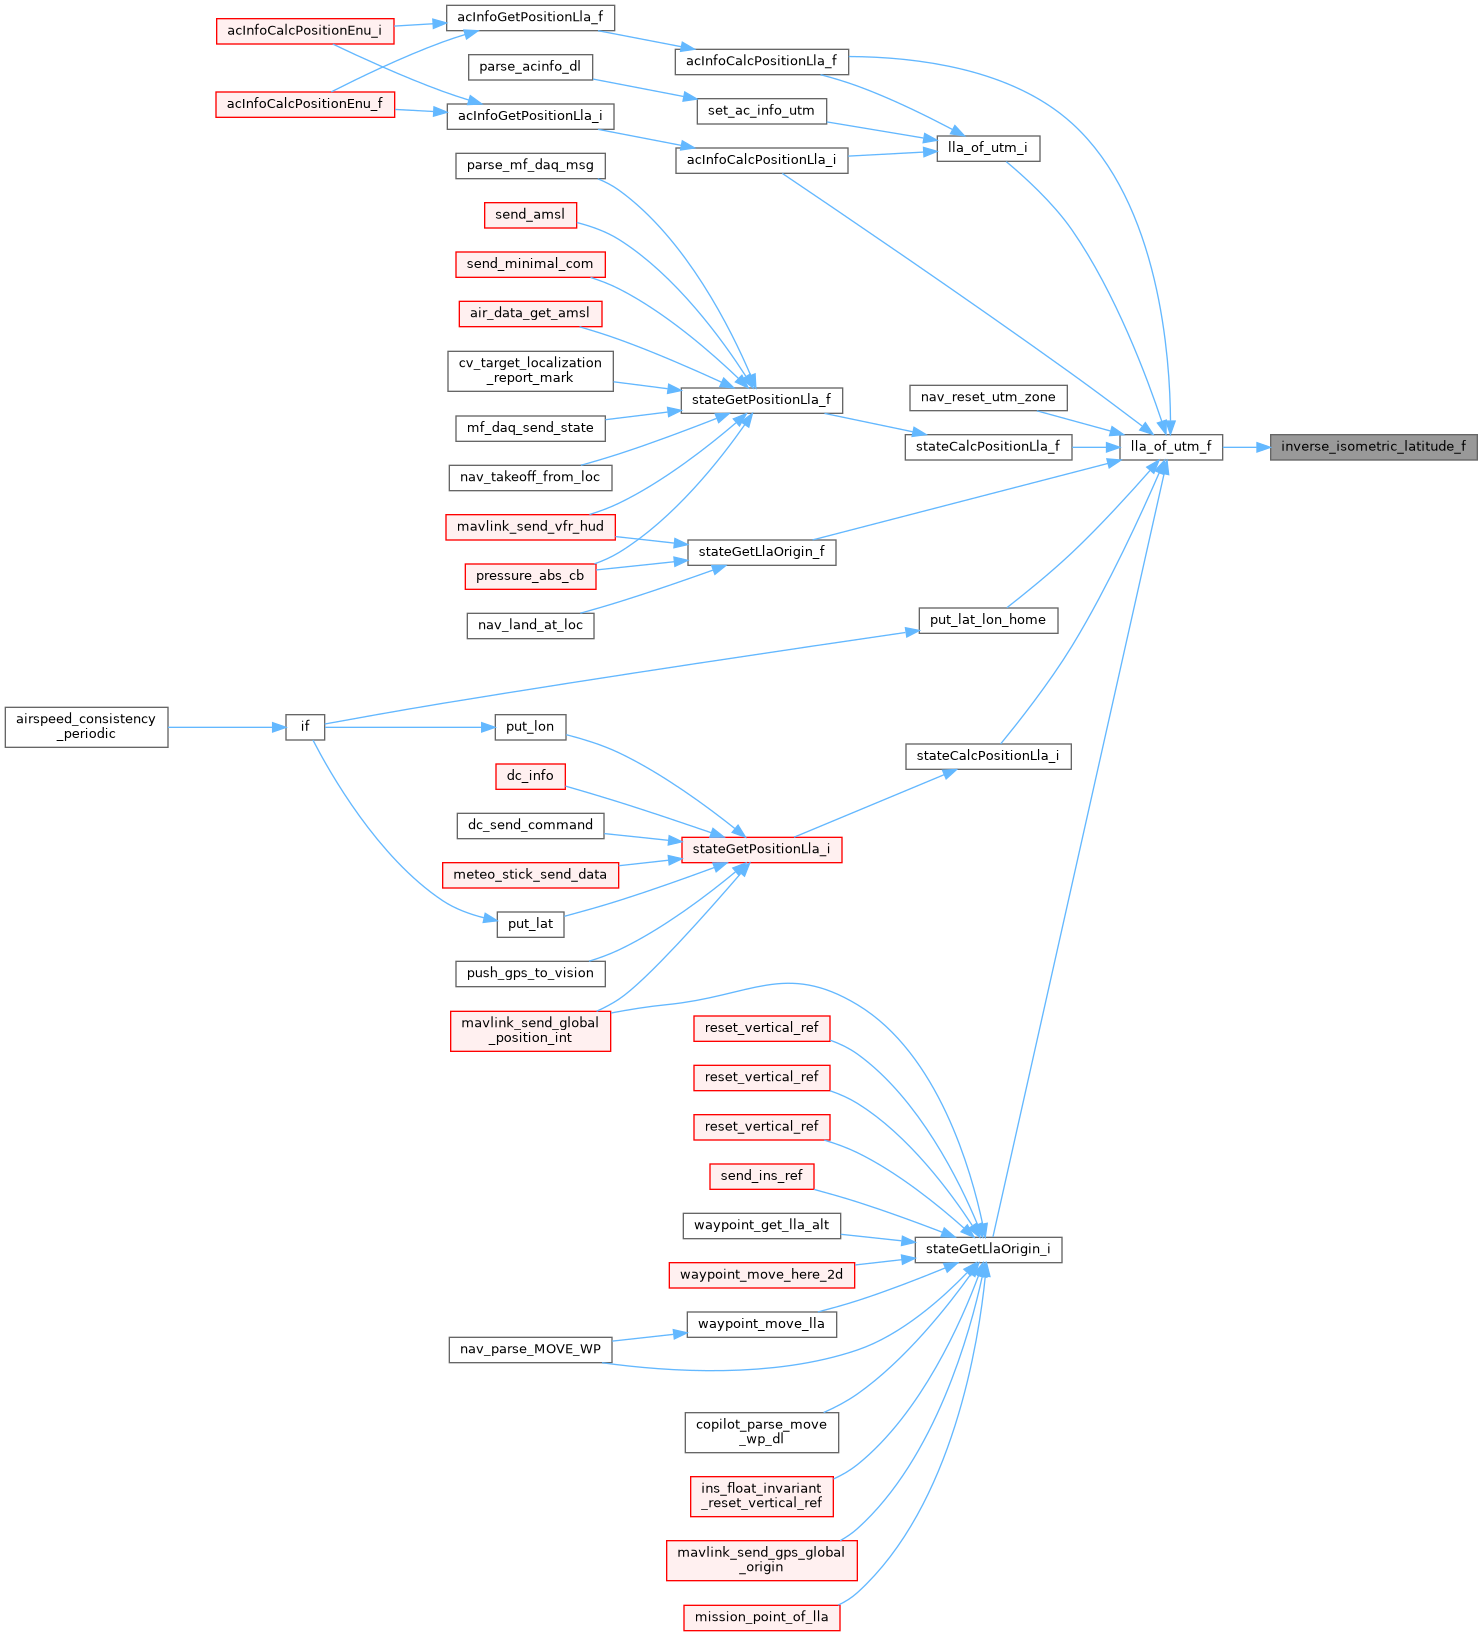 acInfoGetPositionLla_f
acInfoCalcPositionEnu_i
acInfoCalcPositionLla_f
parse_acinfo_dl
acInfoCalcPositionEnu_f
set_ac_info_utm
acInfoGetPositionLla_i
lla_of_utm_i
acInfoCalcPositionLla_i
parse_mf_daq_msg
send_amsl
send_minimal_com
air_data_get_amsl
cv_target_localization
_report_mark
stateGetPositionLla_f
nav_reset_utm_zone
mf_daq_send_state
stateCalcPositionLla_f
lla_of_utm_f
inverse_isometric_latitude_f
nav_takeoff_from_loc
mavlink_send_vfr_hud
stateGetLlaOrigin_f
pressure_abs_cb
nav_land_at_loc
put_lat_lon_home
airspeed_consistency
_periodic
if
put_lon
stateCalcPositionLla_i
dc_info
dc_send_command
stateGetPositionLla_i
meteo_stick_send_data
put_lat
push_gps_to_vision
mavlink_send_global
_position_int
reset_vertical_ref
reset_vertical_ref
reset_vertical_ref
send_ins_ref
waypoint_get_lla_alt
stateGetLlaOrigin_i
waypoint_move_here_2d
waypoint_move_lla
nav_parse_MOVE_WP
copilot_parse_move
_wp_dl
ins_float_invariant
_reset_vertical_ref
mavlink_send_gps_global
_origin
mission_point_of_lla